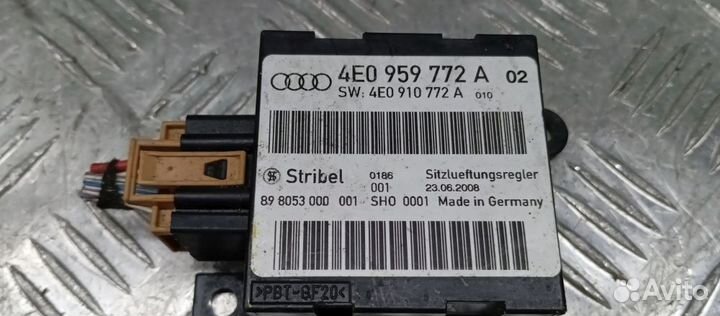 4E0 959 772 A 02
SW: 4E0 910 772 A 010
Stribel 0186 Sitzlueftungsregler
001 23.06.2008
89 8053 000 001 SH0 0001 Made in Germany
>PBT-GF20<
Avito